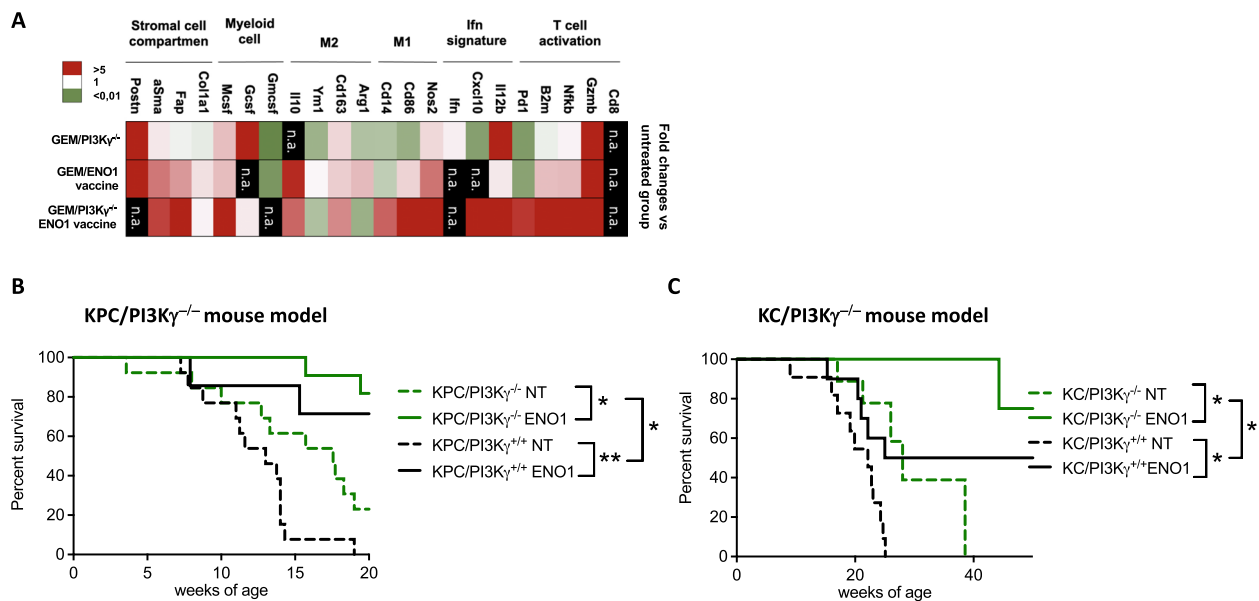 A
Stromal cell
compartmen
Myeloid
cell
M2
M1
Ifn
signature
T cell
activation
>5
1
<0,01
Postn
aSma
Fap
Col1a1
Mcsf
Gcsf
Gmcsf
Il10
Ym1
Cd163
Arg1
Cd14
Cd86
Nos2
Ifn
Cxcl10
Il12b
Pd1
B2m
Nfkb
Gzmb
Cd8
GEM/PI3Kγ-/-
n.a.
n.a.
GEM/ENO1
vaccine
n.a.
n.a.
n.a.
n.a.
GEM/PI3Kγ-/-
ENO1 vaccine
n.a.
n.a.
n.a.
n.a.
Fold changes vs
untreated group
B
KPC/PI3Kγ–/– mouse model
Percent survival
100
80
60
40
20
0
0
5
10
15
20
weeks of age
KPC/PI3Kγ-/- NT
KPC/PI3Kγ-/- ENO1
KPC/PI3Kγ+/+ NT
KPC/PI3Kγ+/+ ENO1
*
**
*
C
KC/PI3Kγ–/– mouse model
Percent survival
100
80
60
40
20
0
0
20
40
weeks of age
KC/PI3Kγ-/- NT
KC/PI3Kγ-/- ENO1
KC/PI3Kγ+/+ NT
KC/PI3Kγ+/+ENO1
*
*
*